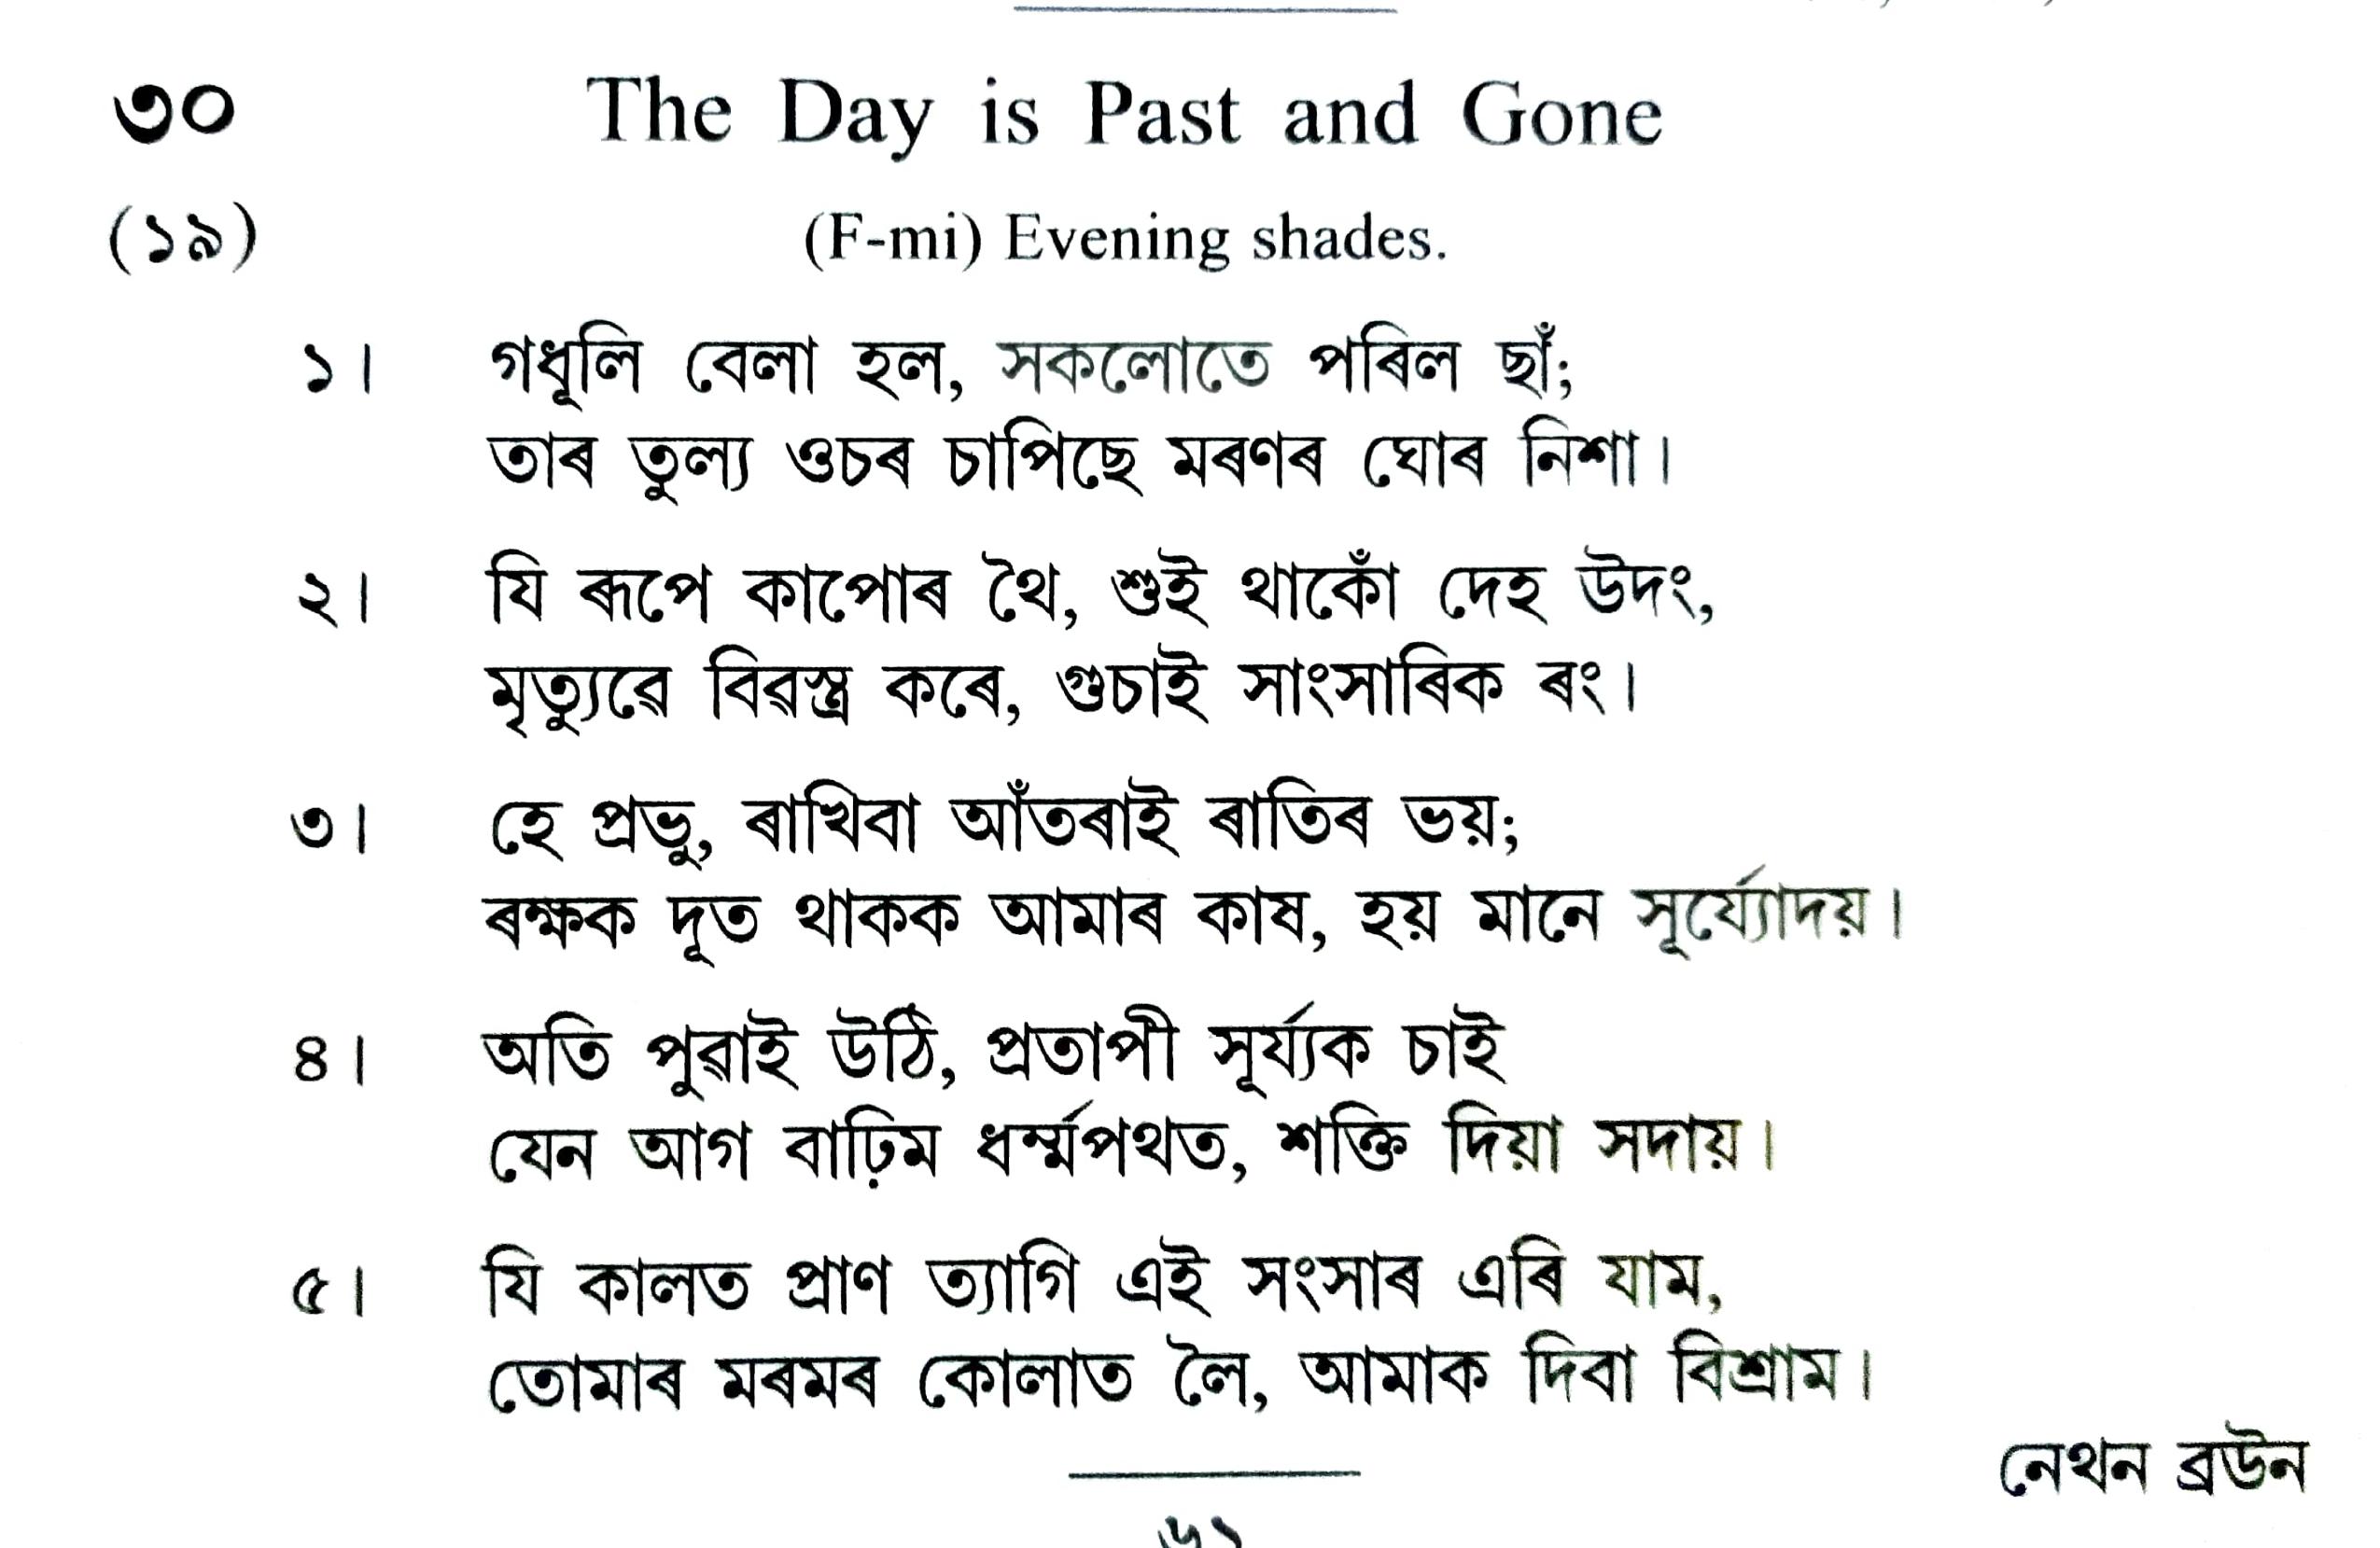 ৩০ The Day is Past and Gone
(১৯) (F-mi) Evening shades.
১। গধূলি বেলা হল, সকলোতে পৰিল ছাঁ;
তাৰ তুল্য ওচৰ চাপিছে মৰণৰ ঘোৰ নিশা।
২। যি ৰূপে কাপোৰ থৈ, শুই থাকোঁ দেহ উদং,
মৃত্যুৱে বিৱস্ত্ৰ কৰে, গুচাই সাংসাৰিক ৰং।
৩। হে প্ৰভু, ৰাখিবা আঁতৰাই ৰাতিৰ ভয়;
ৰক্ষক দূত থাকক আমাৰ কাষ, হয় মানে সূৰ্য্যোদয়।
৪। অতি পুৱাই উঠি, প্ৰতাপী সূৰ্য্যক চাই
যেন আগ বাঢ়িম ধৰ্ম্মপথত, শক্তি দিয়া সদায়।
৫। যি কালত প্ৰাণ ত্যাগি এই সংসাৰ এৰি যাম,
তোমাৰ মৰমৰ কোলাত লৈ, আমাক দিবা বিশ্ৰাম।
নেথন ব্ৰউন